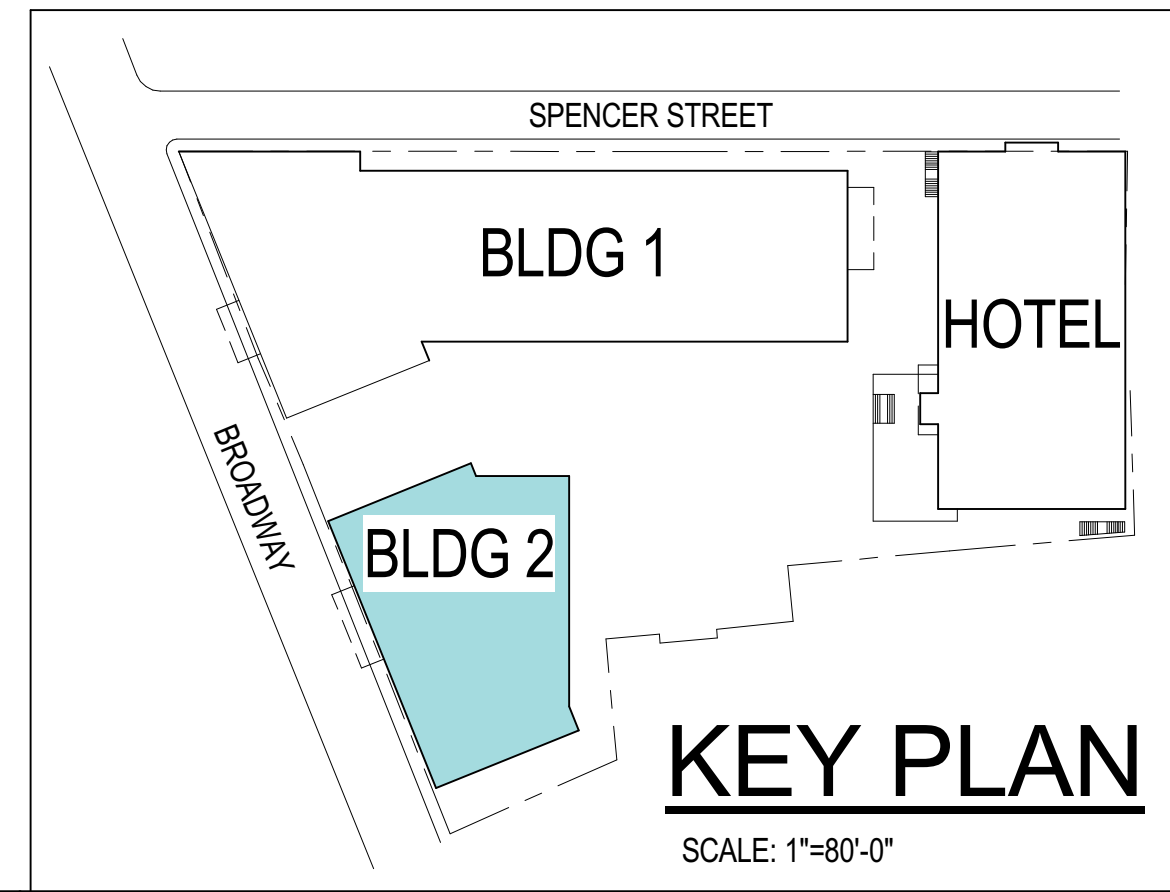 SPENCER STREET
BLDG 1
HOTEL
BROADWAY
BLDG 2
KEY PLAN
SCALE: 1"=80'-0"